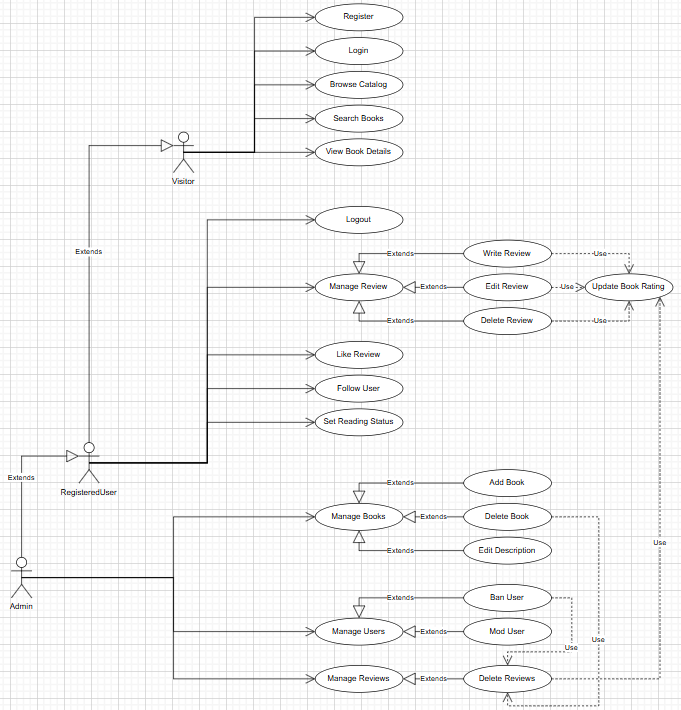 Register
Login
Browse Catalog
Search Books
View Book Details
Visitor
Extends
Logout
Extends
Write Review
Use
Manage Review
Extends
Edit Review
Use
Update Book Rating
Extends
Delete Review
Use
Like Review
Follow User
Set Reading Status
Extends
RegisteredUser
Extends
Add Book
Manage Books
Extends
Delete Book
Extends
Edit Description
Use
Admin
Extends
Ban User
Manage Users
Extends
Mod User
Use
Use
Manage Reviews
Extends
Delete Reviews